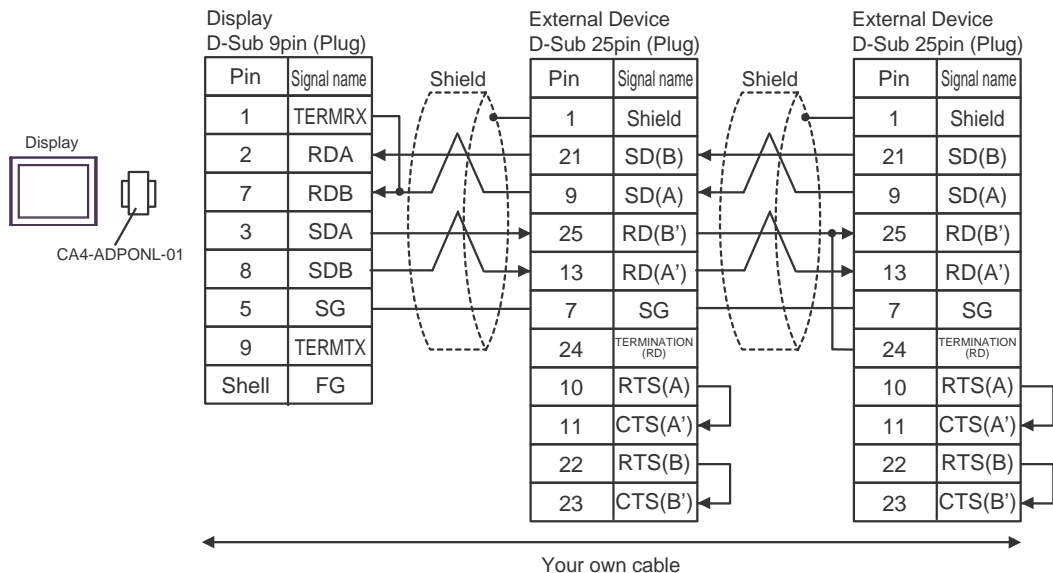 Display
D-Sub 9pin (Plug)
External Device
D-Sub 25pin (Plug)
External Device
D-Sub 25pin (Plug)
Pin Signal name Shield Pin Signal name Shield Pin Signal name
1 TERMRX 1 Shield 1 Shield
2 RDA 21 SD(B) 21 SD(B)
7 RDB 9 SD(A) 9 SD(A)
3 SDA 25 RD(B') 25 RD(B')
8 SDB 13 RD(A') 13 RD(A')
5 SG 7 SG 7 SG
9 TERMTX 24 TERMINATION (RD) 24 TERMINATION (RD)
Shell FG 10 RTS(A) 10 RTS(A)
11 CTS(A') 11 CTS(A')
22 RTS(B) 22 RTS(B)
23 CTS(B') 23 CTS(B')
Display
CA4-ADPONL-01
Your own cable